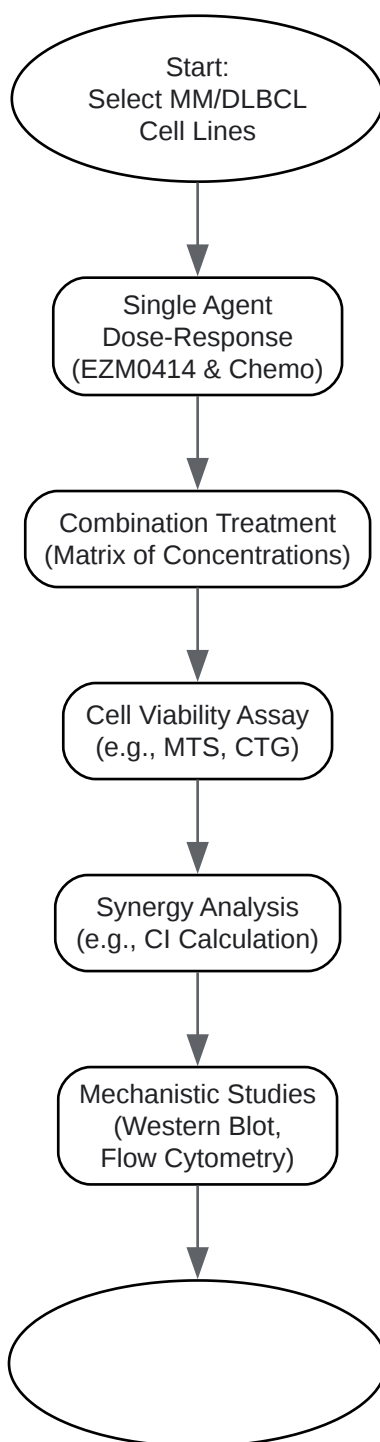 Start:
Select MM/DLBCL
Cell Lines
Single Agent
Dose-Response
(EZM0414 & Chemo)
Combination Treatment
(Matrix of Concentrations)
Cell Viability Assay
(e.g., MTS, CTG)
Synergy Analysis
(e.g., CI Calculation)
Mechanistic Studies
(Western Blot,
Flow Cytometry)